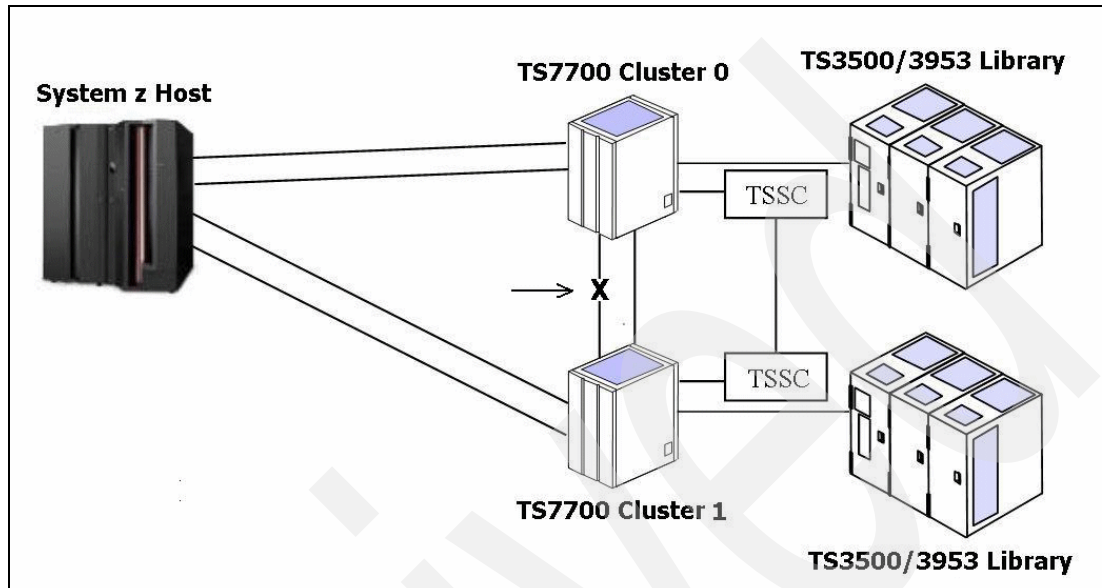 System z Host
TS7700 Cluster 0
TS3500/3953 Library
TSSC
X
TSSC
TS7700 Cluster 1
TS3500/3953 Library